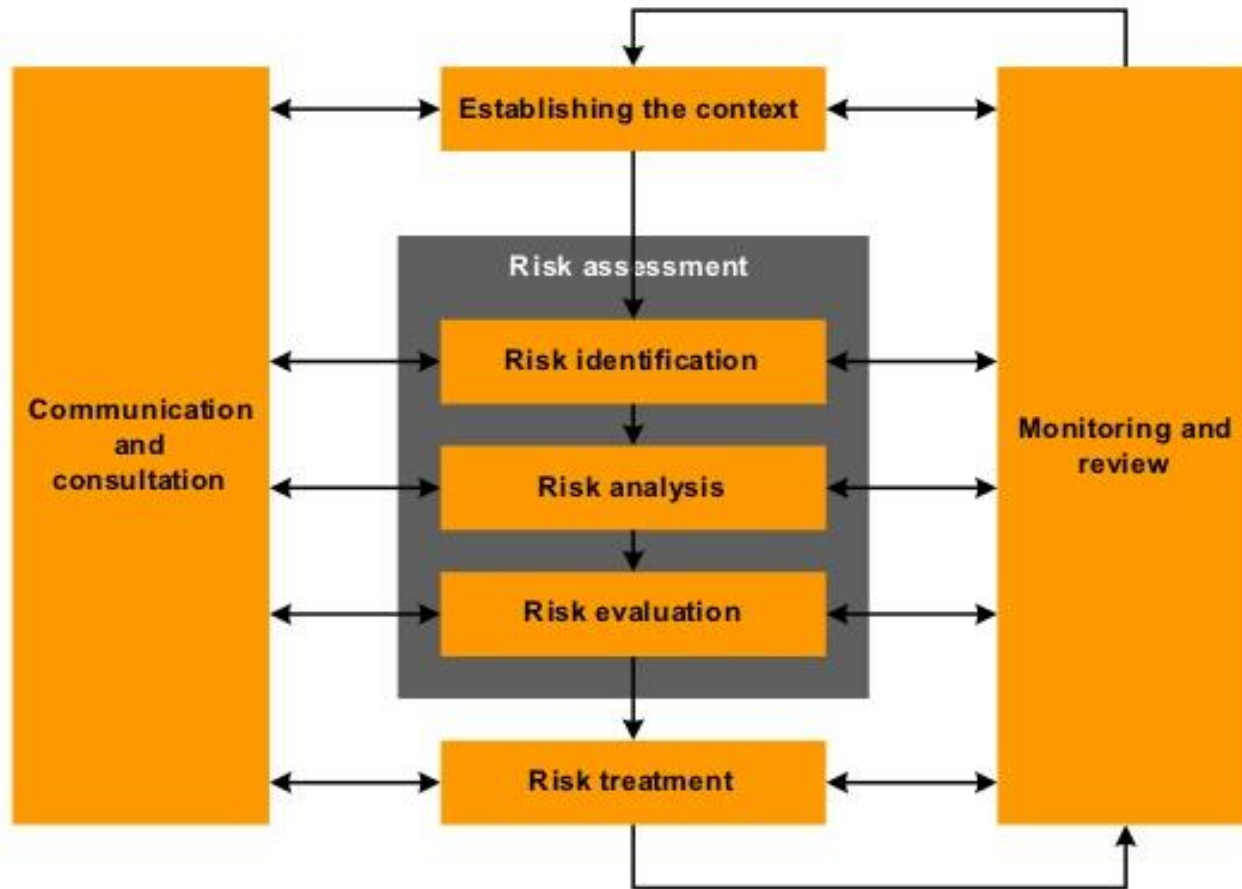 Establishing the context
Risk assessment
Risk identification
Risk analysis
Risk evaluation
Risk treatment
Communication
and
consultation
Monitoring and
review